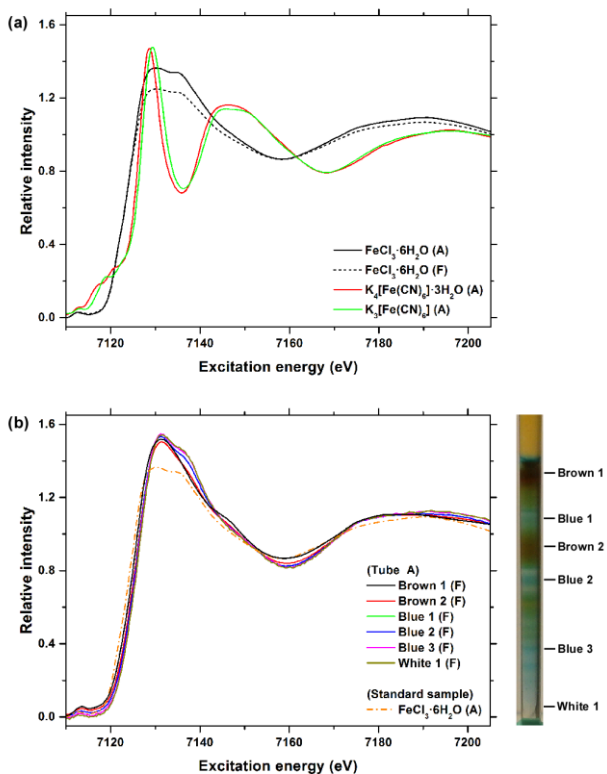 (a)
1.6
1.2
0.8
0.4
0.0
Relative intensity
FeCl₃·6H₂O (A)
FeCl₃·6H₂O (F)
K₄[Fe(CN)₆]·3H₂O (A)
K₃[Fe(CN)₆] (A)
7120 7140 7160 7180 7200
Excitation energy (eV)
(b)
1.6
1.2
0.8
0.4
0.0
Relative intensity
(Tube A)
Brown 1 (F)
Brown 2 (F)
Blue 1 (F)
Blue 2 (F)
Blue 3 (F)
White 1 (F)
(Standard sample)
FeCl₃·6H₂O (A)
7120 7140 7160 7180 7200
Excitation energy (eV)
Brown 1
Blue 1
Brown 2
Blue 2
Blue 3
White 1